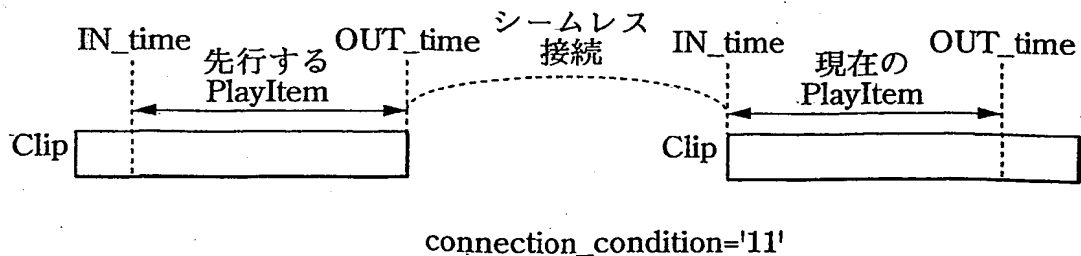 IN_time
先行する
PlayItem
OUT_time
シームレス
接続
IN_time
現在の
PlayItem
OUT_time
Clip
Clip
connection_condition='11'